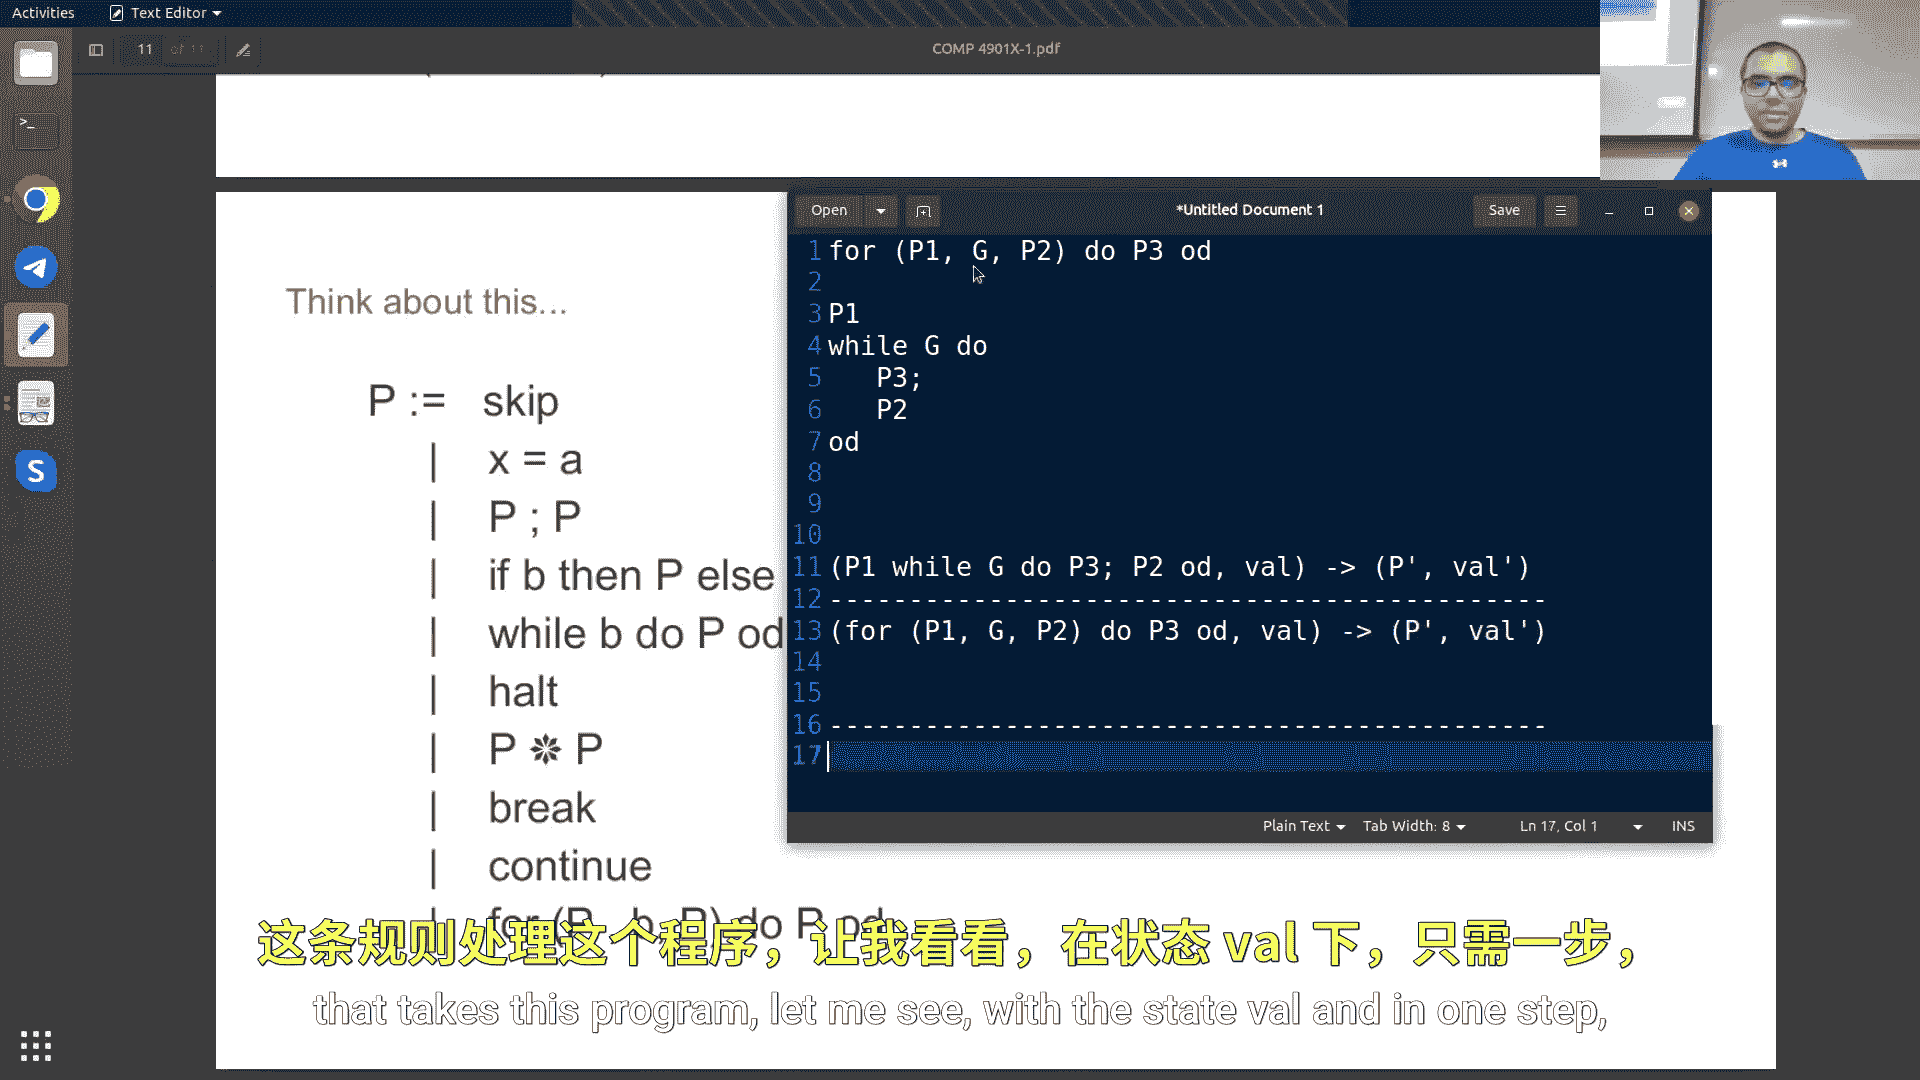 Activities
Text Editor
11 of 11
COMP 4901X-1.pdf
Open
*Untitled Document 1
Save
Think about this...
P := skip
| x = a
| P ; P
| if b then P else
| while b do P od
| halt
| P ❋ P
| break
| continue
| for (P, b, P) do P od
1 for (P1, G, P2) do P3 od
2
3 P1
4 while G do
5 P3;
6 P2
7 od
8
9
10
11 (P1 while G do P3; P2 od, val) -> (P', val')
12 ---------------------------------------------
13 (for (P1, G, P2) do P3 od, val) -> (P', val')
14
15
16 ---------------------------------------------
17
Plain Text
Tab Width: 8
Ln 17, Col 1
INS
这条规则处理这个程序，让我看看，在状态 val 下，只需一步，
that takes this program, let me see, with the state val and in one step,